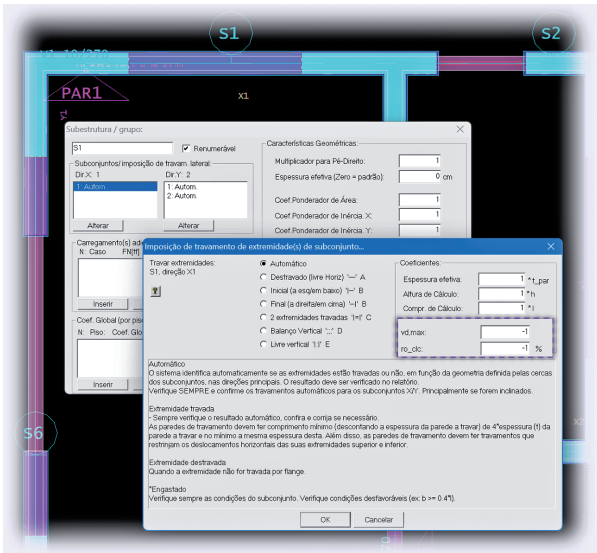 S1
S2
V1 19/270
PAR1
X1
Y1
Subestrutura / grupo:
S1
Renumerável
Subconjuntos/imposição de travam. lateral:
Dir.X: 1
Dir.Y: 2
1: Autom.
1: Autom.
2: Autom.
Alterar
Alterar
Características Geométricas:
Multiplicador para Pé-Direito:
1
Espessura efetiva (Zero = padrão):
0 cm
Coef.Ponderador de Área:
1
Coef.Ponderador de Inércia. X:
1
Coef.Ponderador de Inércia. Y:
1
Carregamento(s) adi
N: Caso FN[tf]
Inserir
Coef. Global (por pis
N: Piso: Coef. Glo
Inserir
S6
X2
Imposição de travamento de extremidade(s) de subconjunto...
Travar extremidades:
S1, direção X1
Automático
Destravado (livre Horiz) '---' A
Inicial (a esq/em baixo) '|--' B
Final (a direita/em cima) '--|' B
2 extremidades travadas '|=|' C
Balanço Vertical ':::' D
Livre vertical '|:|' E
Coeficientes:
Espessura efetiva:
1 *t_par
Altura de Cálculo:
1 *h
Compr. de Cálculo:
1 *l
vd,max:
-1
ro_clc:
-1 %
Automático
O sistema identifica automaticamente se as extremidades estão travadas ou não, em função da geometria definida pelas cercas
dos subconjuntos, nas direções principais. O resultado deve ser verificado no relatório.
Verifique SEMPRE e confirme os travamentos automáticos para os subconjuntos X/Y. Principalmente se forem inclinados.
Extremidade travada
- Sempre verifique o resultado automático, confira e corrija se necessário.
As paredes de travamento devem ter comprimento mínimo (descontando a espessura da parede a travar) de 4*espessura (t) da
parede a travar e no mínimo a mesma espessura desta. Além disso, as paredes de travamento devem ter travamentos que
restrinjam os deslocamentos horizontais das suas extremidades superior e inferior.
Extremidade destravada
Quando a extremidade não for travada por flange.
*Engastado
Verifique sempre as condições do subconjunto. Verifique condições desfavoráveis (ex: b >= 0.4*l).
OK
Cancelar